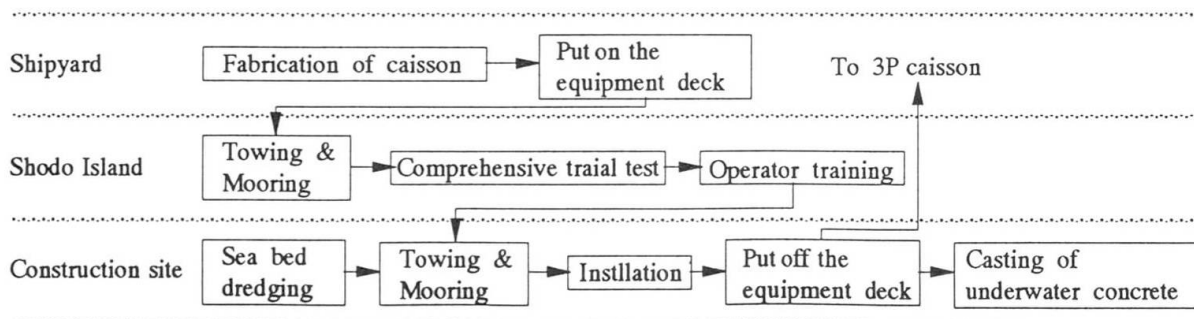 Shipyard
Fabrication of caisson
Put on the
equipment deck
To 3P caisson
Shodo Island
Towing &
Mooring
Comprehensive traial test
Operator training
Construction site
Sea bed
dredging
Towing &
Mooring
Instllation
Put off the
equipment deck
Casting of
underwater concrete